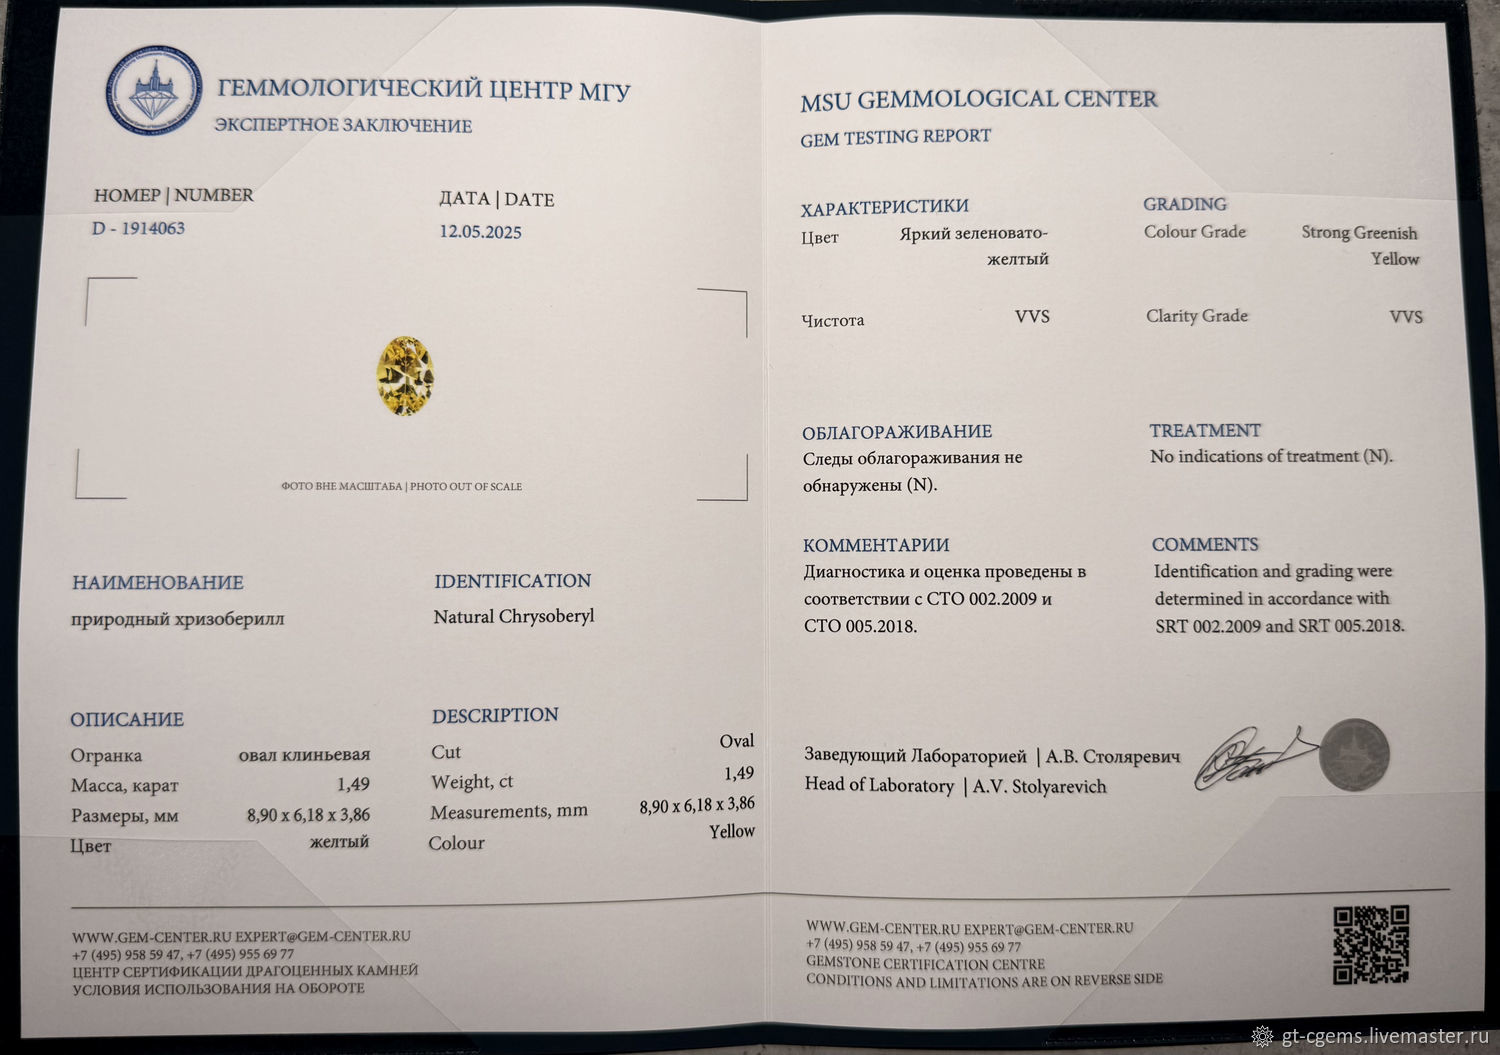 ГЕММОЛОГИЧЕСКИЙ ЦЕНТР МГУ
ЭКСПЕРТНОЕ ЗАКЛЮЧЕНИЕ
НОМЕР | NUMBER
D - 1914063
ДАТА | DATE
12.05.2025
ФОТО ВНЕ МАСШТАБА | PHOTO OUT OF SCALE
НАИМЕНОВАНИЕ
природный хризоберилл
IDENTIFICATION
Natural Chrysoberyl
ОПИСАНИЕ
Огранка овал клиньевая
Масса, карат 1,49
Размеры, мм 8,90 x 6,18 x 3,86
Цвет желтый
DESCRIPTION
Cut Oval
Weight, ct 1,49
Measurements, mm 8,90 x 6,18 x 3,86
Colour Yellow
WWW.GEM-CENTER.RU EXPERT@GEM-CENTER.RU
+7 (495) 958 59 47, +7 (495) 955 69 77
ЦЕНТР СЕРТИФИКАЦИИ ДРАГОЦЕННЫХ КАМНЕЙ
УСЛОВИЯ ИСПОЛЬЗОВАНИЯ НА ОБОРОТЕ
MSU GEMMOLOGICAL CENTER
GEM TESTING REPORT
ХАРАКТЕРИСТИКИ
Цвет Яркий зеленовато-
желтый
Чистота VVS
GRADING
Colour Grade Strong Greenish
Yellow
Clarity Grade VVS
ОБЛАГОРАЖИВАНИЕ
Следы облагораживания не
обнаружены (N).
TREATMENT
No indications of treatment (N).
КОММЕНТАРИИ
Диагностика и оценка проведены в
соответствии с СТО 002.2009 и
СТО 005.2018.
COMMENTS
Identification and grading were
determined in accordance with
SRT 002.2009 and SRT 005.2018.
Заведующий Лабораторией | А.В. Столяревич
Head of Laboratory | A.V. Stolyarevich
WWW.GEM-CENTER.RU EXPERT@GEM-CENTER.RU
+7 (495) 958 59 47, +7 (495) 955 69 77
GEMSTONE CERTIFICATION CENTRE
CONDITIONS AND LIMITATIONS ARE ON REVERSE SIDE
gt-cgems.livemaster.ru